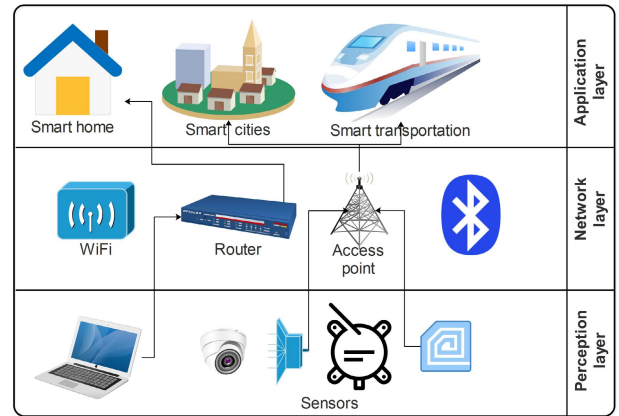 Smart home
Smart cities
Smart transportation
Application
layer
WiFi
Router
Access
point
Network
layer
Sensors
Perception
layer